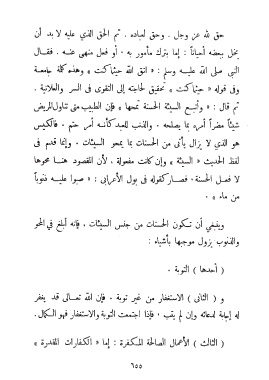 حق لله عز وجل . وحق لعباده . ثم الحق الذي عليه لا بد أن
يخل ببعضه أحياناً : إما بترك مأمور به . أو فعل منهى عنه . فقال
النبي صلى الله عليه وسلم : « اتق الله حيثما كنت » وهذه كلمة جامعة
وفي قوله « حيثما كنت » تحقيق لحاجته إلى التقوى في السر والعلانية .
ثم قال : « وأتبع السيئة الحسنة تمحها » فإن الطبيب متى تناول المريض
شيئاً مضراً أمره بما يصلحه . والذنب للعبد كأنه أمر حتم . فالكيس
هو الذي لا يزال يأتى من الحسنات بما يمحو السيئات . وإنما قدم فى
لفظ الحديث « السيئة » وإن كانت مفعولة . لأن المقصود هنا محوها
لا فعل الحسنة . فصار كقوله فى بول الأعرابى : « صبوا عليه ذنوباً
من ماء » .
وينبغي أن تكون الحسنات من جنس السيئات . فإنه أبلغ في المحو
والذنوب يزول موجبها بأشياء :
( أحدها ) التوبة .
و ( الثانى ) الاستغفار من غير توبة . فإن الله تعالى قد يغفر
له إجابة لدعائه وإن لم يتب . فإذا اجتمعت التوبة والاستغفار فهو الكمال .
( الثالث ) الأعمال الصالحة المكفرة : إما « الكفارات المقدرة »
٦٥٥